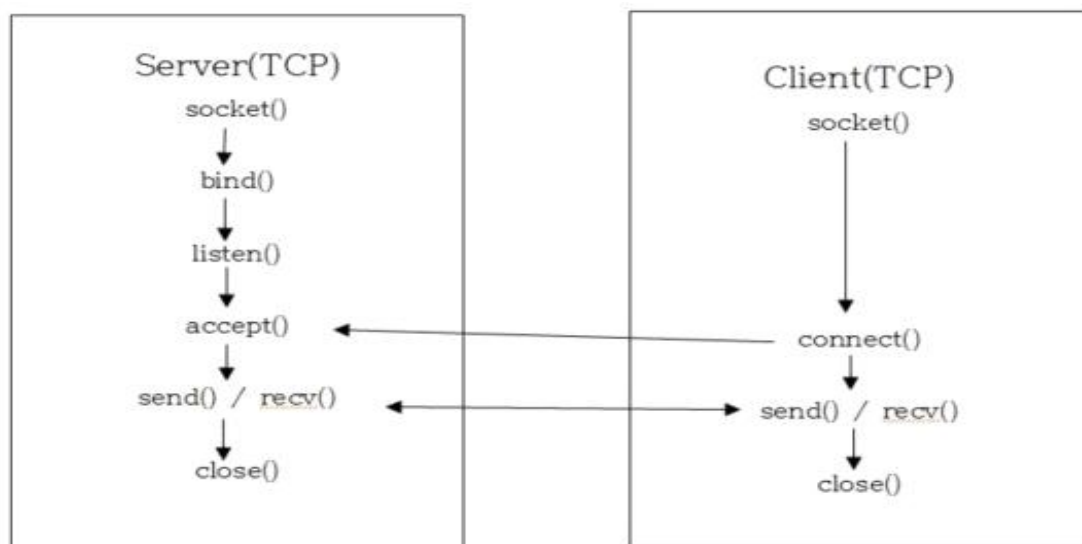 Server(TCP)
socket()
bind()
listen()
accept()
send() / recv()
close()
Client(TCP)
socket()
connect()
send() / recv()
close()